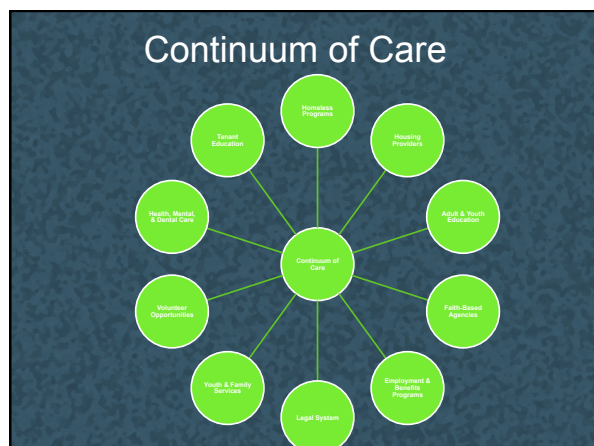 Continuum of Care
Homeless
Programs
Housing
Providers
Adult & Youth
Education
Faith-Based
Agencies
Employment &
Benefits
Programs
Legal System
Youth & Family
Services
Volunteer
Opportunities
Health, Mental,
& Dental Care
Tenant
Education
Continuum of
Care